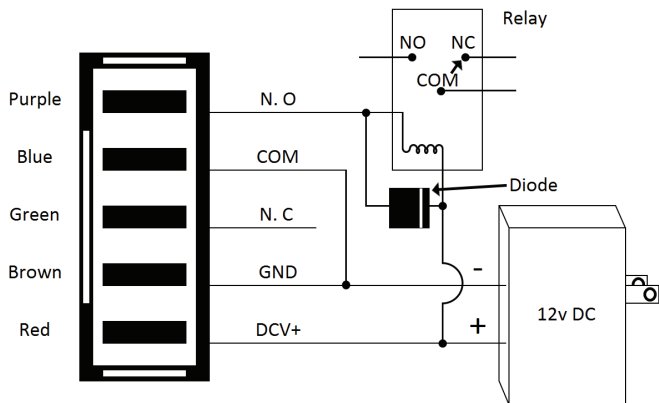 Relay
NO
NC
COM
Purple
N. O
Blue
COM
Diode
Green
N. C
Brown
GND
-
12v DC
Red
DCV+
+